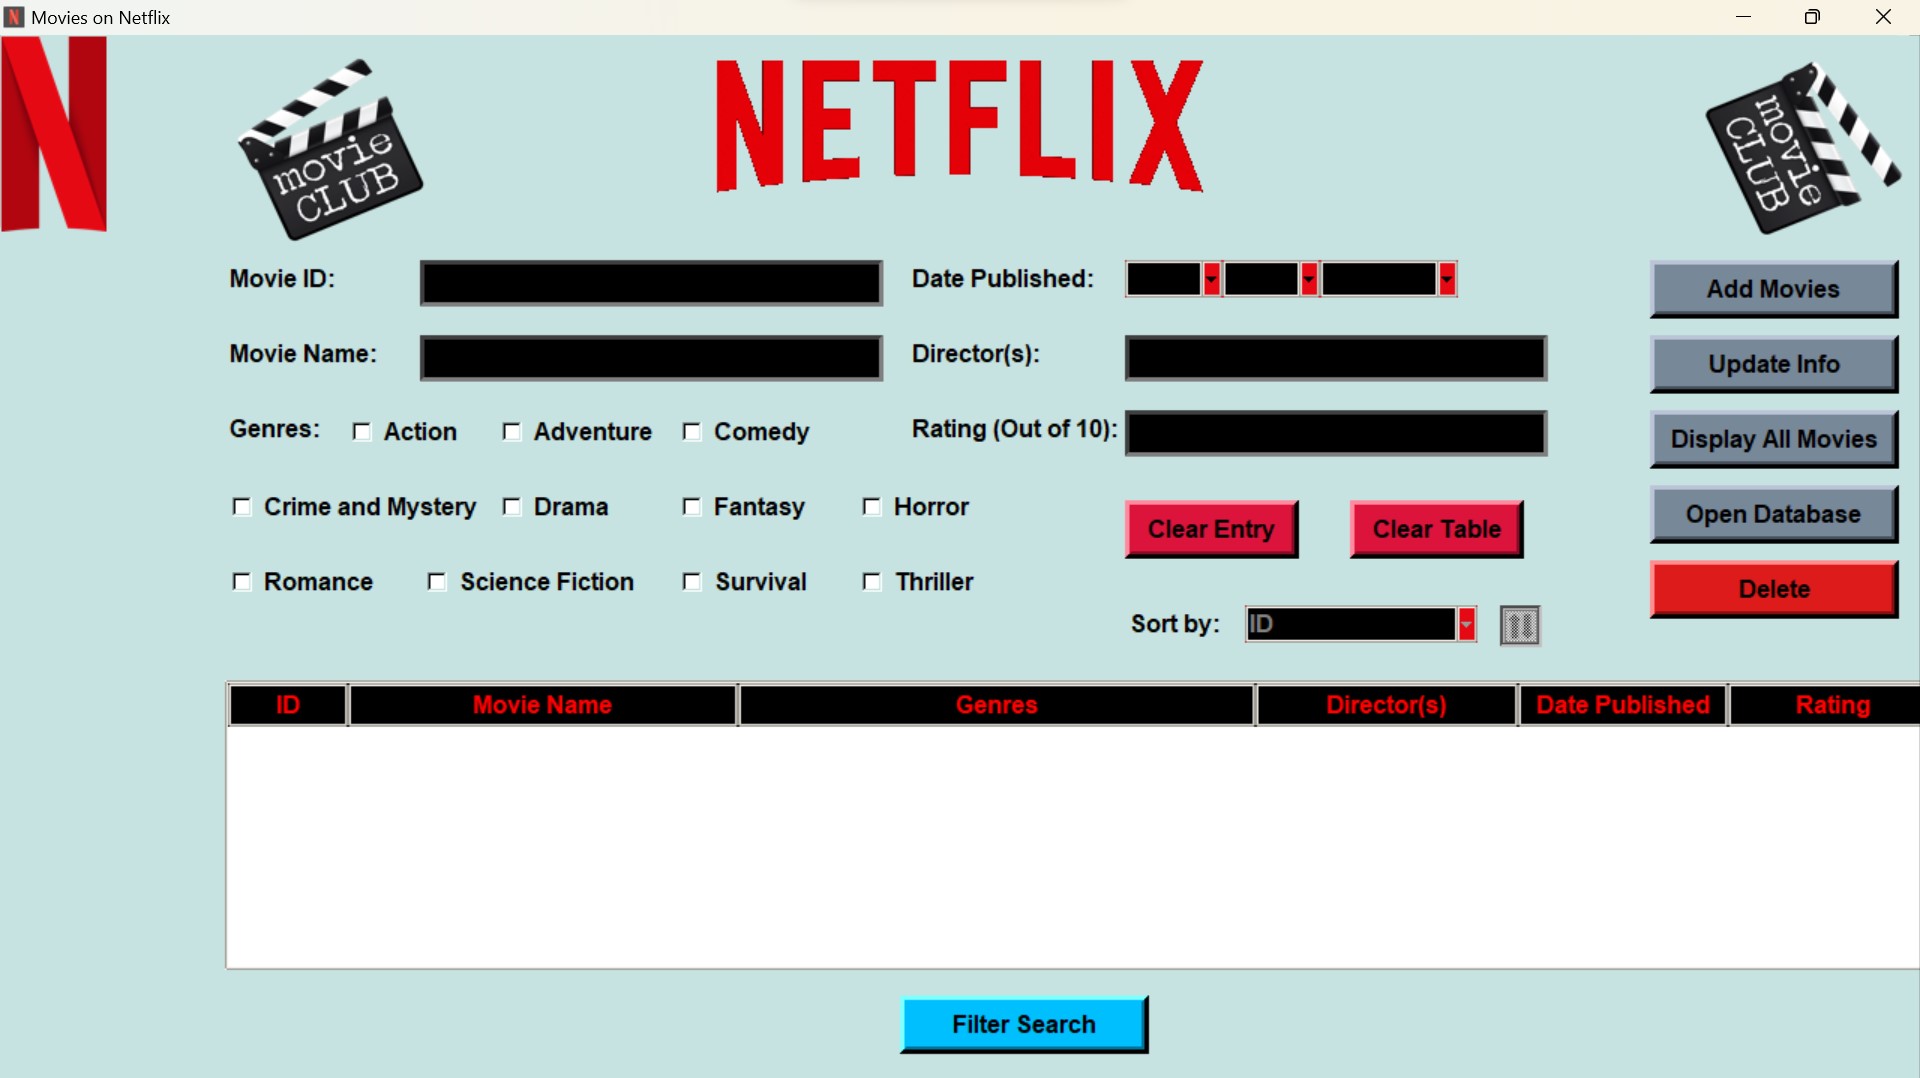 Movies on Netflix
NETFLIX
movie
CLUB
movie
CLUB
Movie ID:
Date Published:
Add Movies
Movie Name:
Director(s):
Update Info
Genres:
Action
Adventure
Comedy
Rating (Out of 10):
Display All Movies
Crime and Mystery
Drama
Fantasy
Horror
Clear Entry
Clear Table
Open Database
Romance
Science Fiction
Survival
Thriller
Delete
Sort by:
ID
ID
Movie Name
Genres
Director(s)
Date Published
Rating
Filter Search